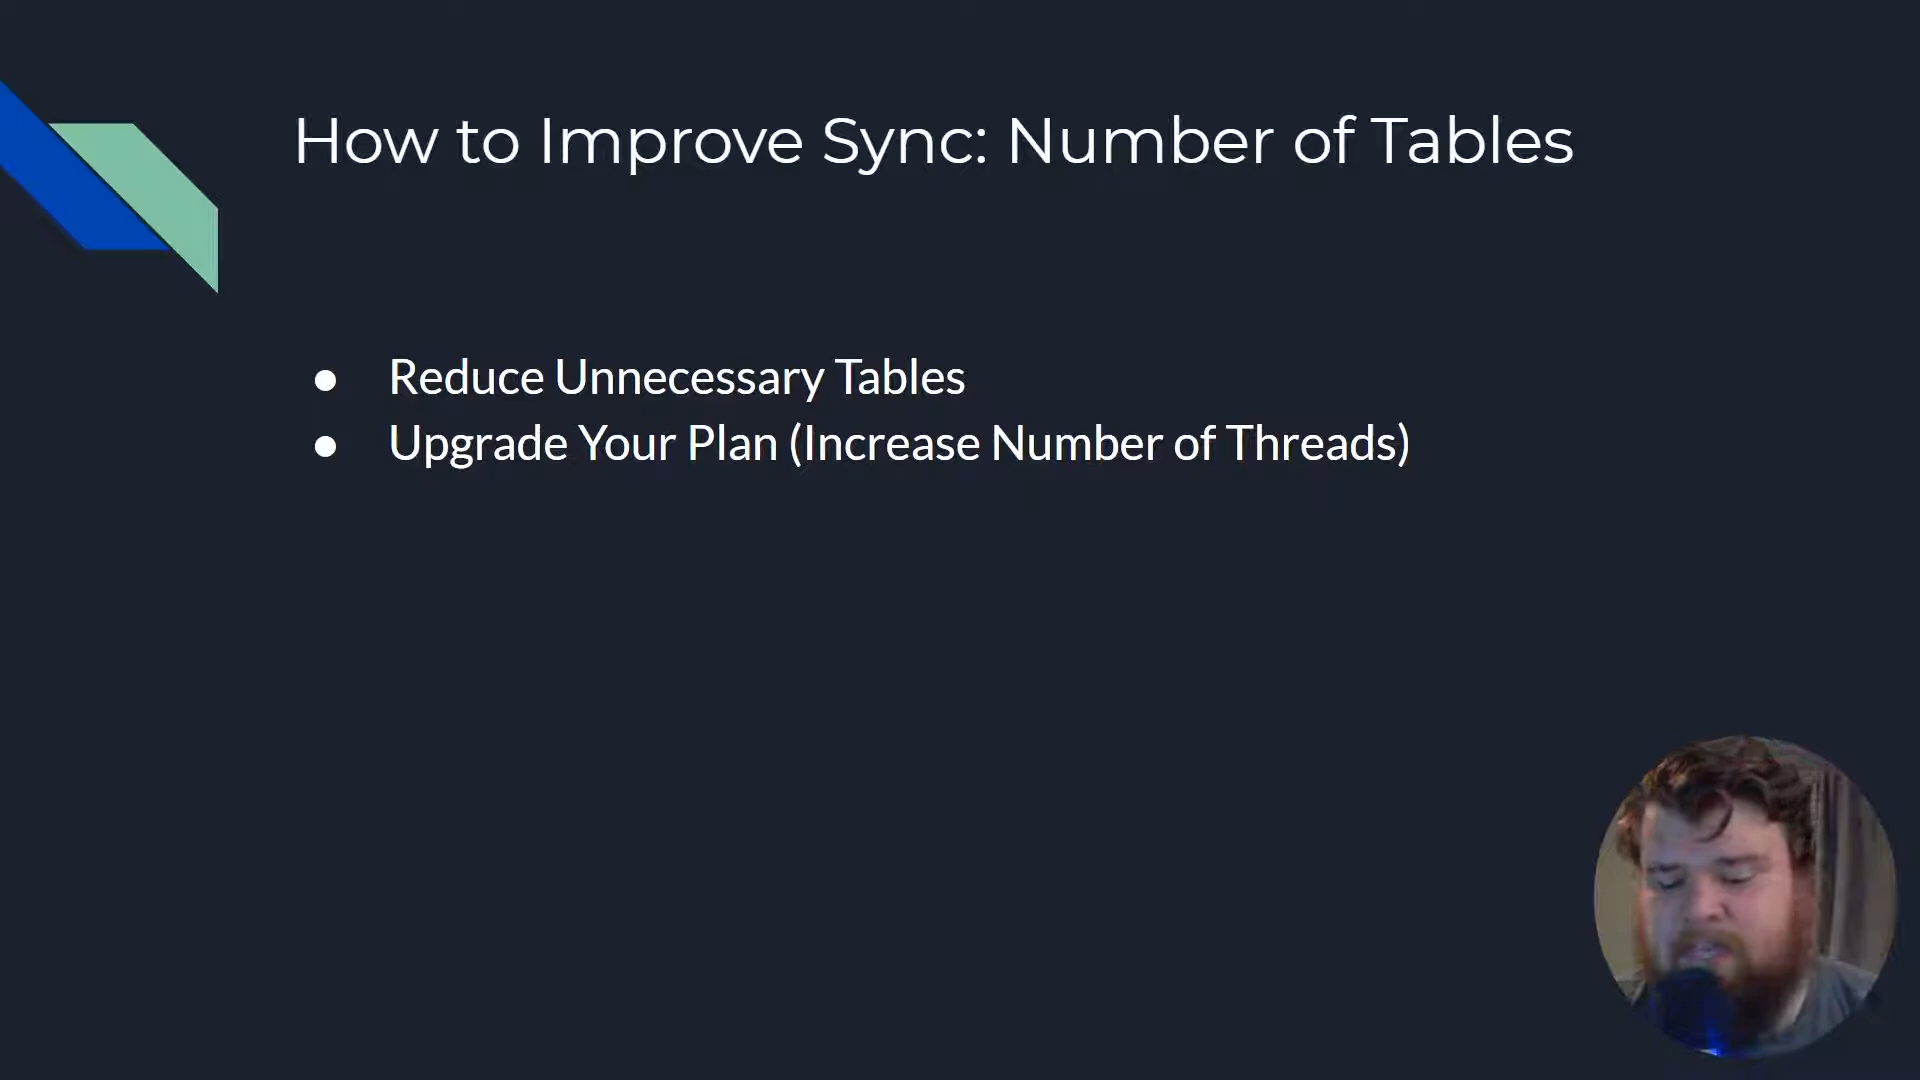 How to Improve Sync: Number of Tables
● Reduce Unnecessary Tables
● Upgrade Your Plan (Increase Number of Threads)